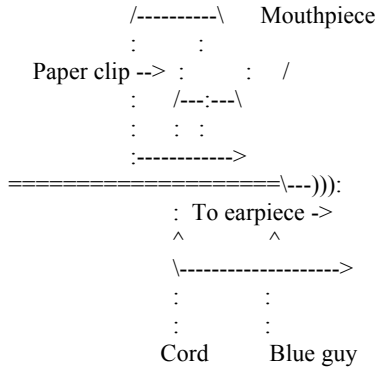 /----------\ Mouthpiece
: :
Paper clip --> : : /
: /---:---\
: : :
:------------>
====================\---))):
: To earpiece ->
^ ^
\-------------------->
: :
: :
Cord Blue guy